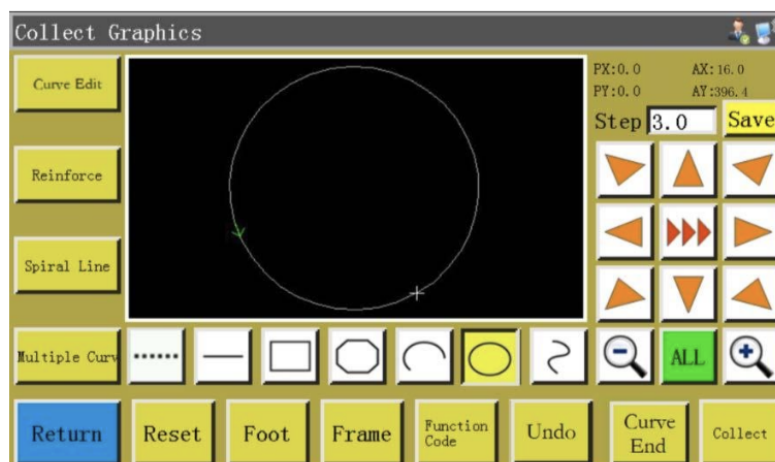 Collect Graphics
Curve Edit
PX:0.0 AX:16.0
PY:0.0 AY:396.4
Step 3.0 Save
Reinforce
Spiral Line
Multiple Curv
ALL
Return Reset Foot Frame Function Code Undo Curve End Collect